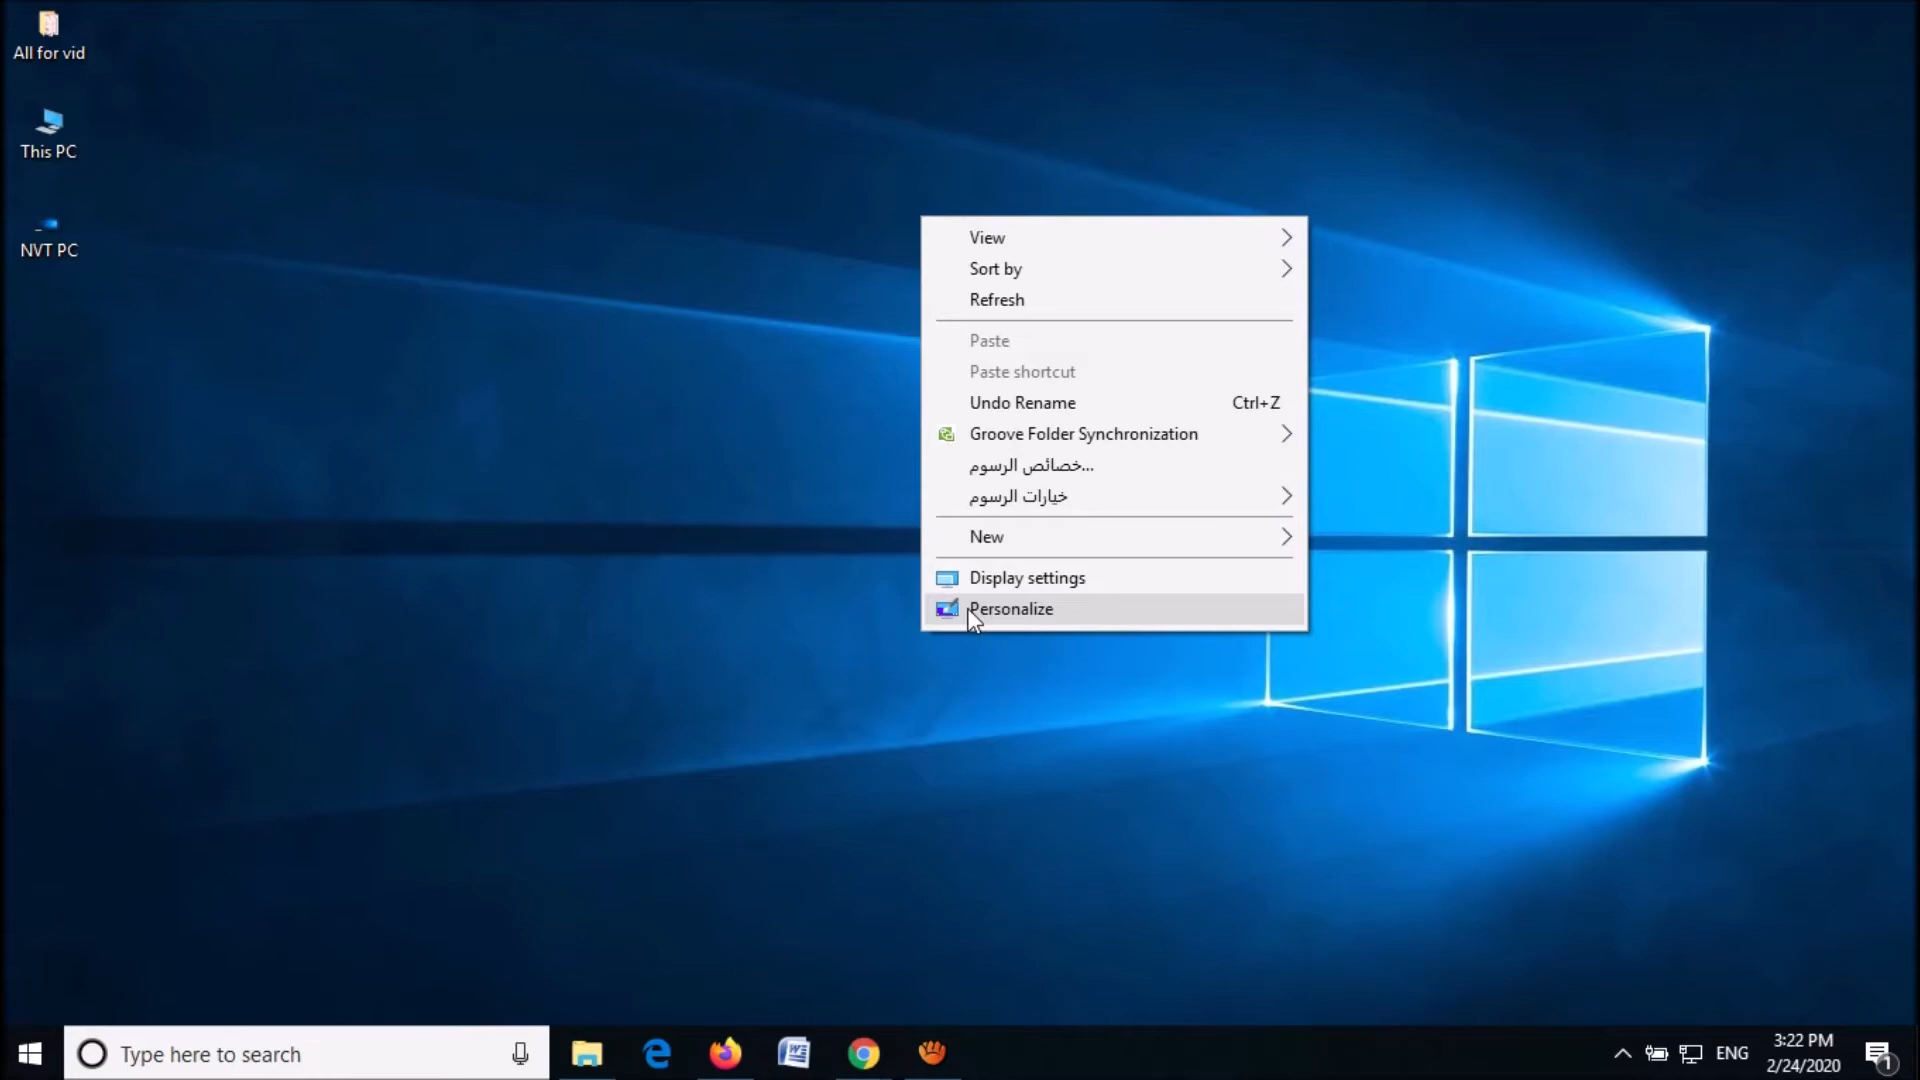 All for vid
This PC
NVT PC
View
Sort by
Refresh
Paste
Paste shortcut
Undo Rename Ctrl+Z
Groove Folder Synchronization
خصائص الرسوم...
خيارات الرسوم
New
Display settings
Personalize
Type here to search
ENG
3:22 PM
2/24/2020
1